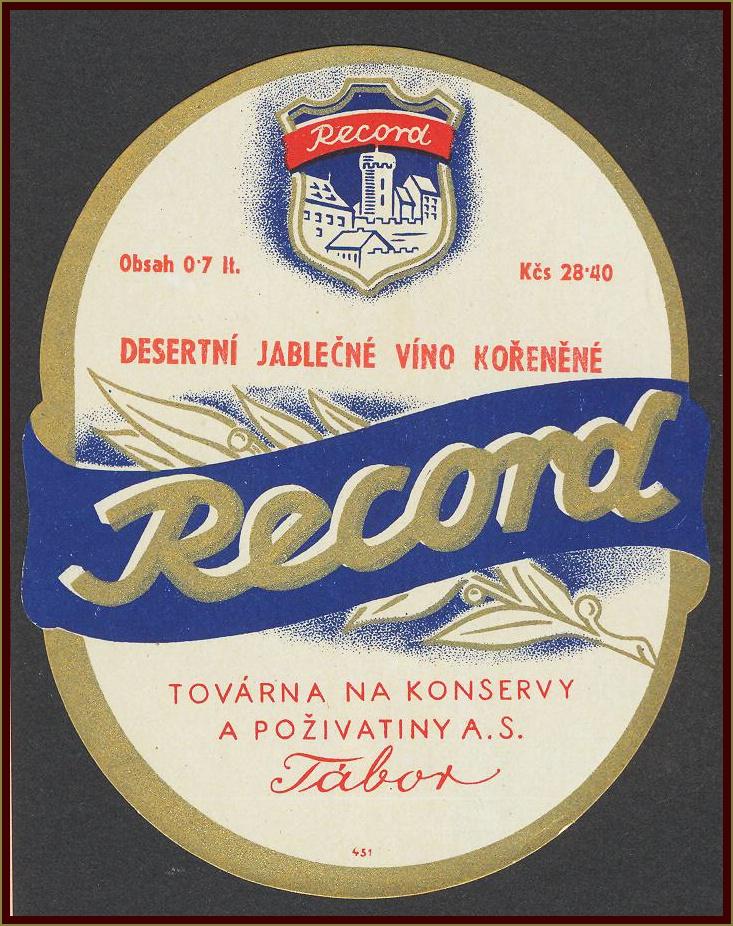 Record
Obsah 0·7 lt.
Kčs 28·40
DESERTNÍ JABLEČNÉ VÍNO KOŘENĚNÉ
Record
TOVÁRNA NA KONSERVY
A POŽIVATINY A.S.
Tábor
451